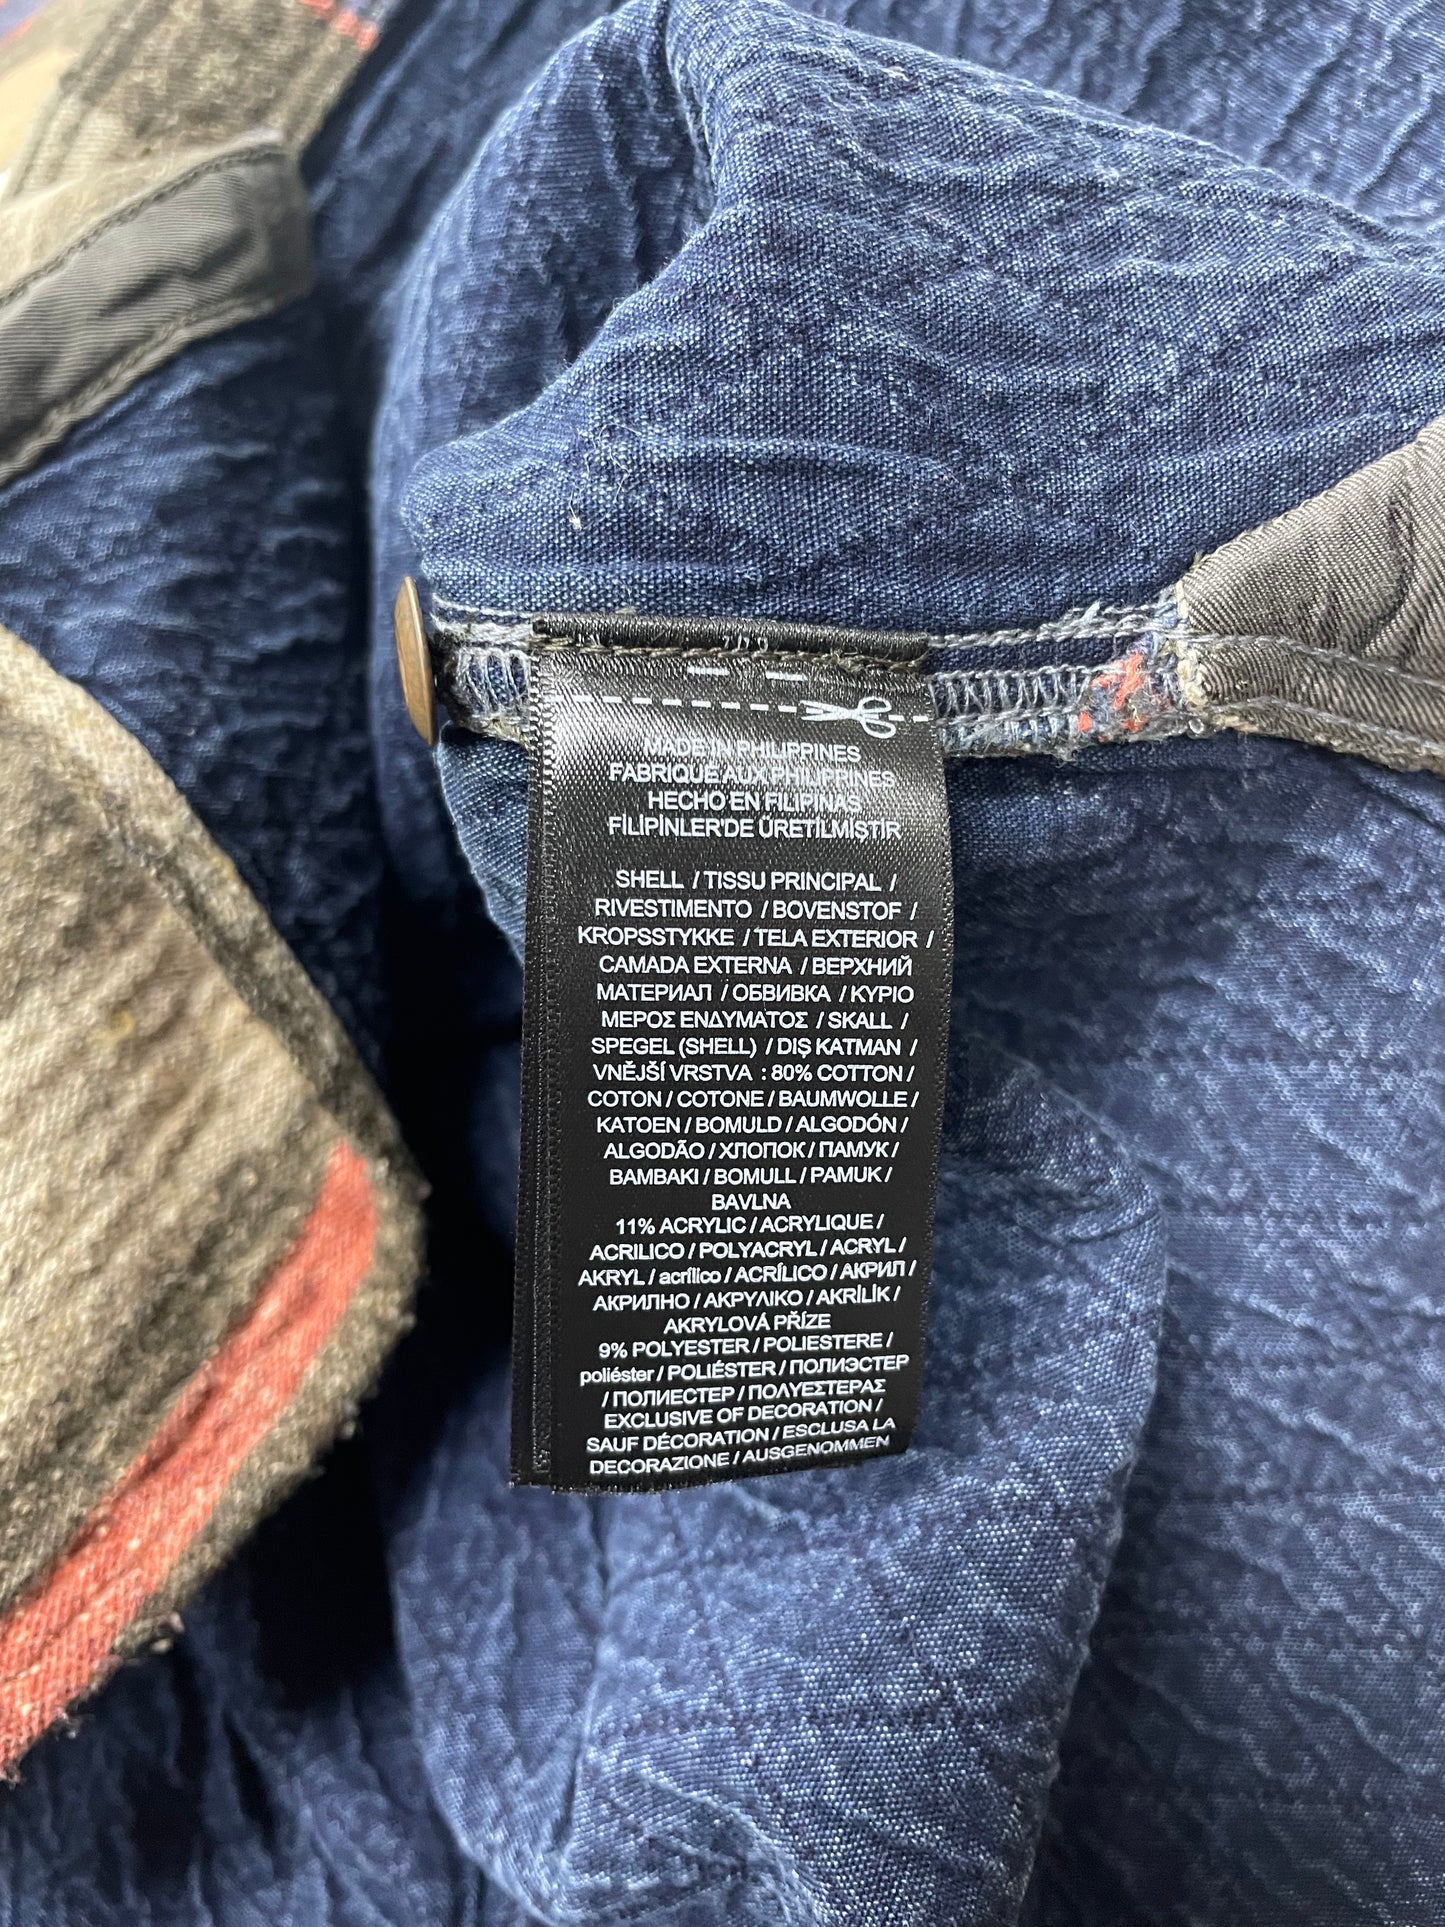 MADE IN PHILIPPINES
FABRIQUE AUX PHILIPPINES
HECHO EN FILIPINAS
FİLİPİNLER'DE ÜRETİLMİŞTİR
SHELL / TISSU PRINCIPAL /
RIVESTIMENTO / BOVENSTOF /
KROPSSTYKKE / TELA EXTERIOR /
CAMADA EXTERNA / ВЕРХНИЙ
МАТЕРИАЛ / ОБВИВКА / ΚΥΡΙΟ
ΜΕΡΟΣ ΕΝΔΥΜΑΤΟΣ / SKALL /
SPEGEL (SHELL) / DIŞ KATMAN /
VNĚJŠÍ VRSTVA : 80% COTTON /
COTON / COTONE / BAUMWOLLE /
KATOEN / BOMULD / ALGODÓN /
ALGODÃO / ХЛОПОК / ПАМУК /
ΒΑΜΒΑΚΙ / BOMULL / PAMUK /
BAVLNA
11% ACRYLIC / ACRYLIQUE /
ACRILICO / POLYACRYL / ACRYL /
AKRYL / acrílico / ACRÍLICO / АКРИЛ /
АКРИЛНО / ΑΚΡΥΛΙΚΟ / AKRİLİK /
AKRYLOVÁ PŘÍZE
9% POLYESTER / POLIESTERE /
poliéster / POLIÉSTER / ПОЛИЭСТЕР
/ ПОЛИЕСТЕР / ΠΟΛΥΕΣΤΕΡΑΣ
EXCLUSIVE OF DECORATION /
SAUF DÉCORATION / ESCLUSA LA
DECORAZIONE / AUSGENOMMEN